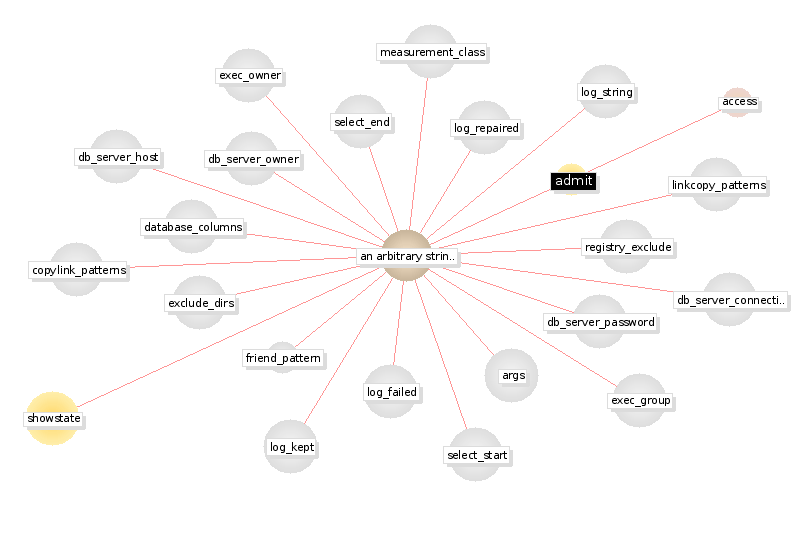 measurement_class
exec_owner
log_string
access
select_end
log_repaired
db_server_host
db_server_owner
admit
linkcopy_patterns
database_columns
registry_exclude
an arbitrary strin..
copylink_patterns
exclude_dirs
db_server_connecti..
db_server_password
friend_pattern
args
log_failed
exec_group
showstate
log_kept
select_start